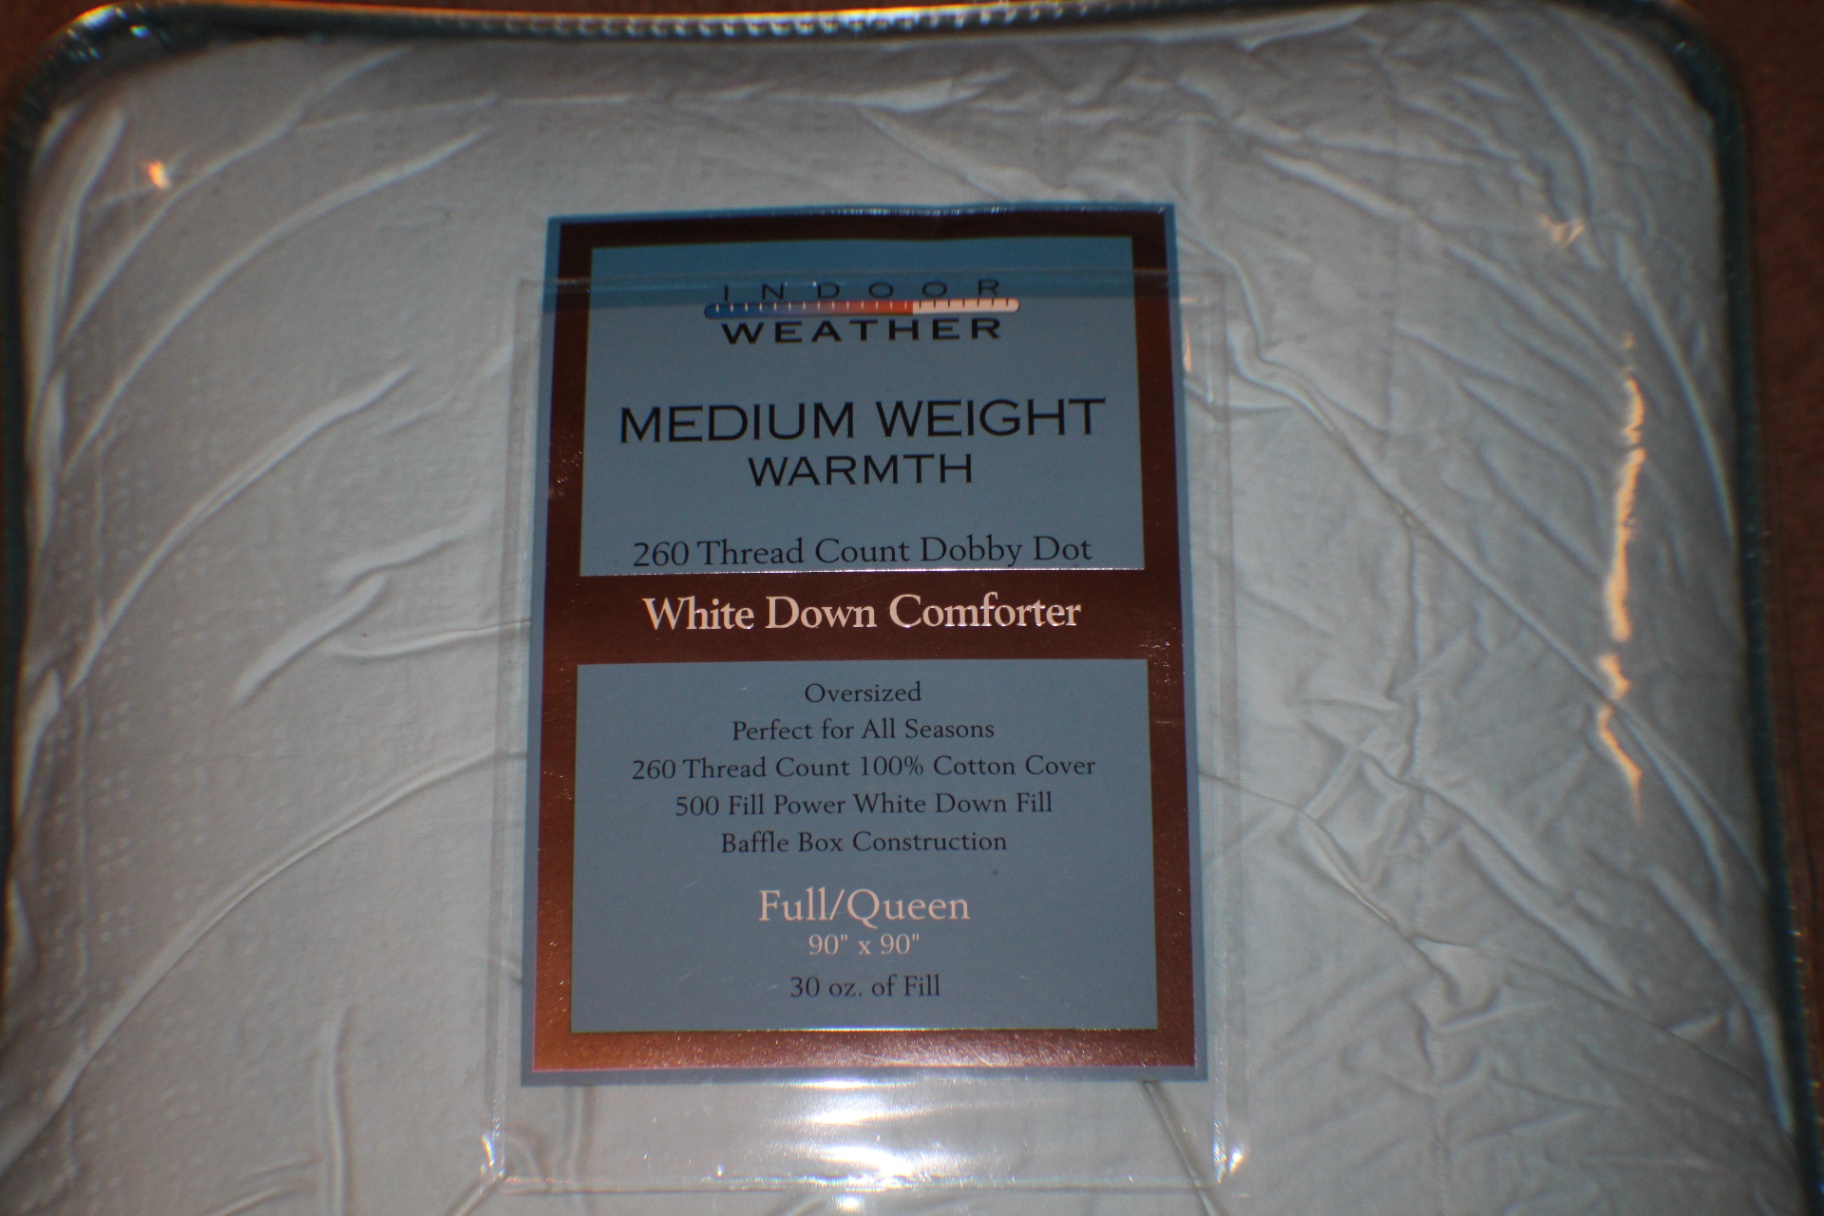 INDOOR
WEATHER
MEDIUM WEIGHT
WARMTH
260 Thread Count Dobby Dot
White Down Comforter
Oversized
Perfect for All Seasons
260 Thread Count 100% Cotton Cover
500 Fill Power White Down Fill
Baffle Box Construction
Full/Queen
90" x 90"
30 oz. of Fill